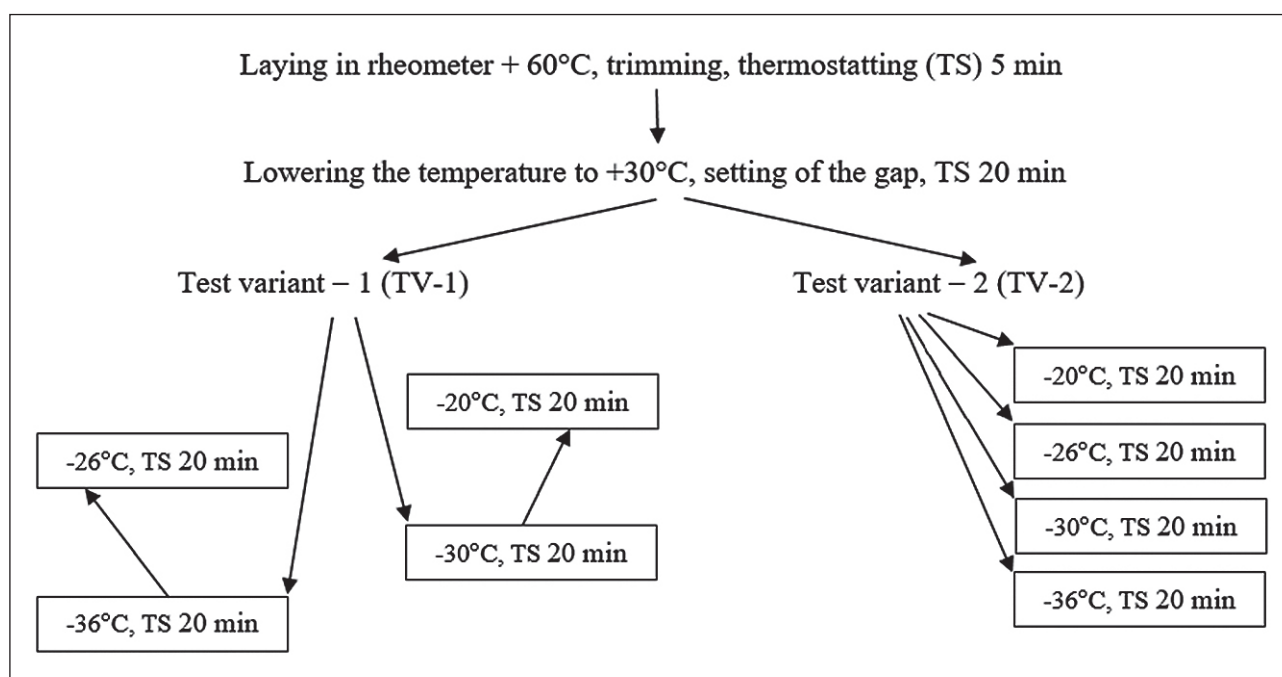 Laying in rheometer + 60°C, trimming, thermostatting (TS) 5 min
Lowering the temperature to +30°C, setting of the gap, TS 20 min
Test variant – 1 (TV-1)
-26°C, TS 20 min
-36°C, TS 20 min
-20°C, TS 20 min
-30°C, TS 20 min
Test variant – 2 (TV-2)
-20°C, TS 20 min
-26°C, TS 20 min
-30°C, TS 20 min
-36°C, TS 20 min